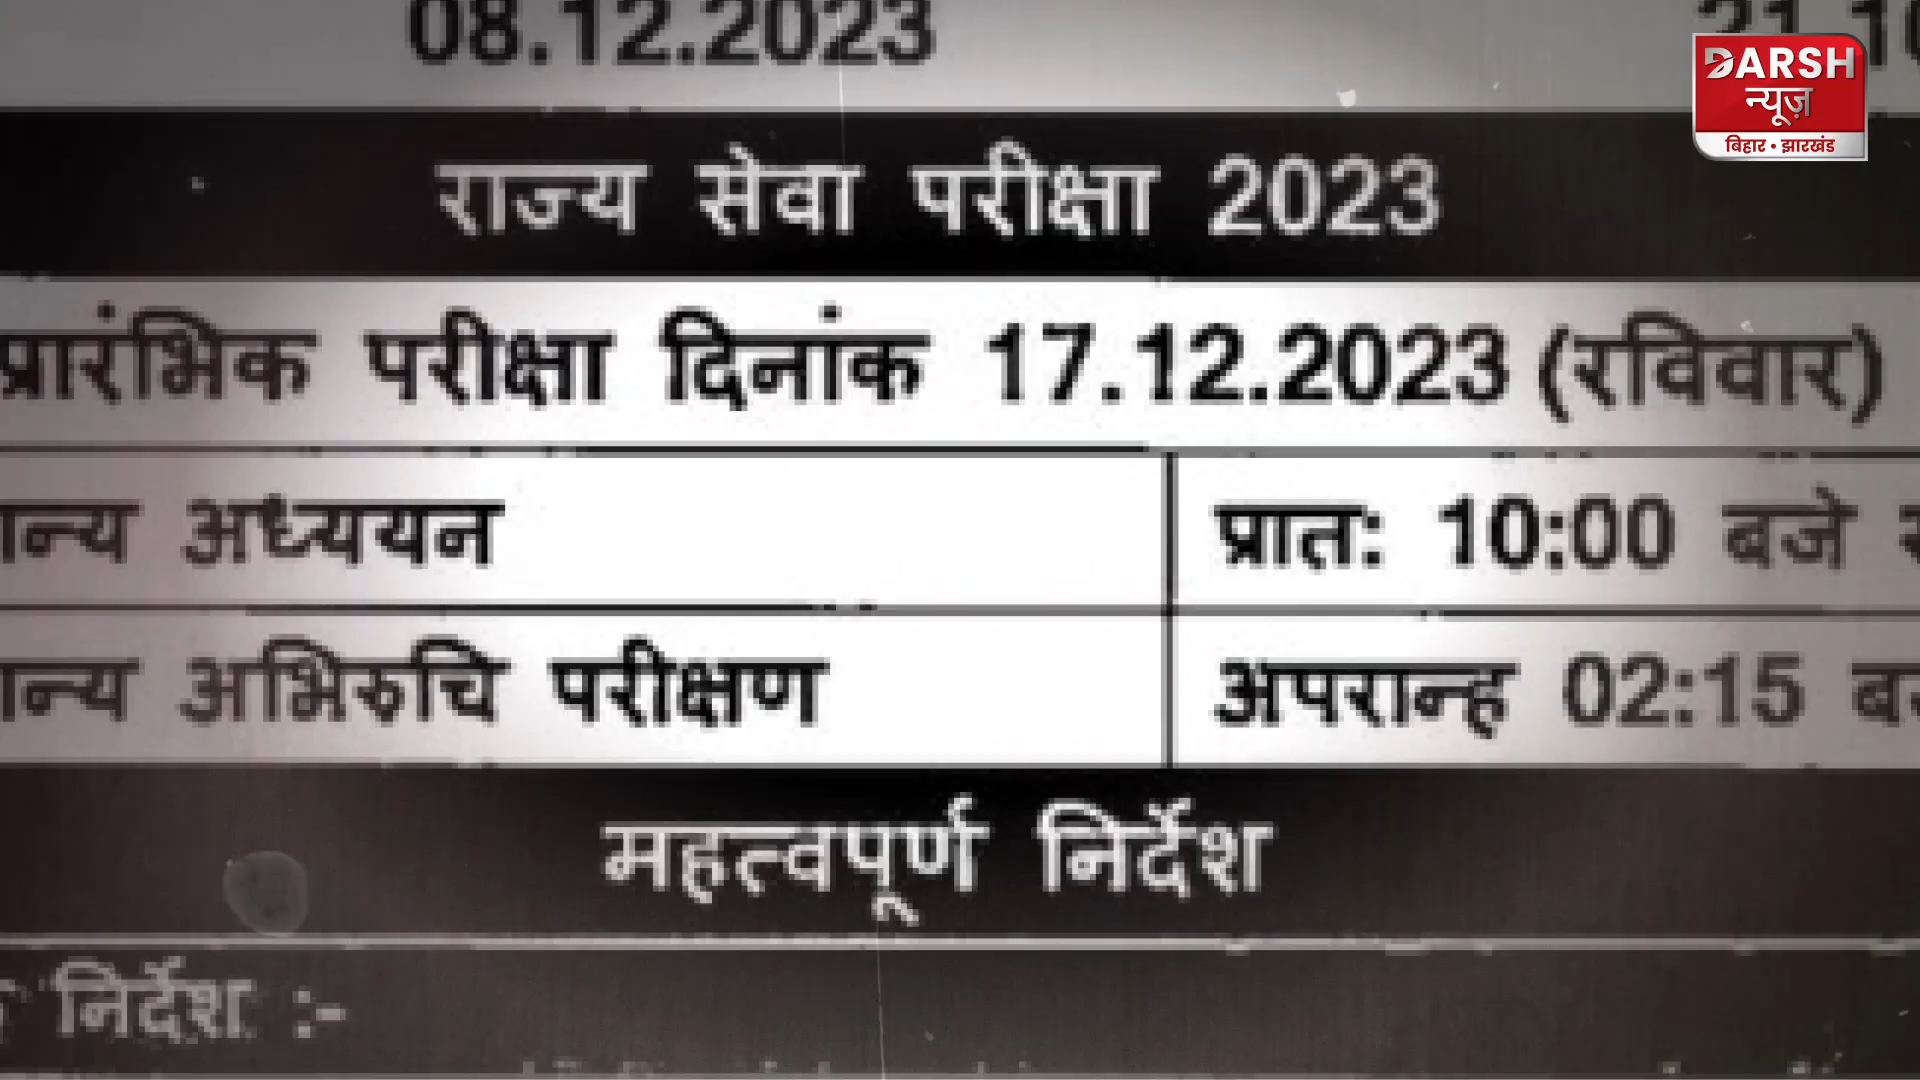 08.12.2023
DARSH
न्यूज़
बिहार • झारखंड
राज्य सेवा परीक्षा 2023
प्रारंभिक परीक्षा दिनांक 17.12.2023 (रविवार)
अध्ययन प्रातः 10:00 बजे
अभिरुचि परीक्षण अपरान्ह 02:15
महत्वपूर्ण निर्देश
निर्देश :-